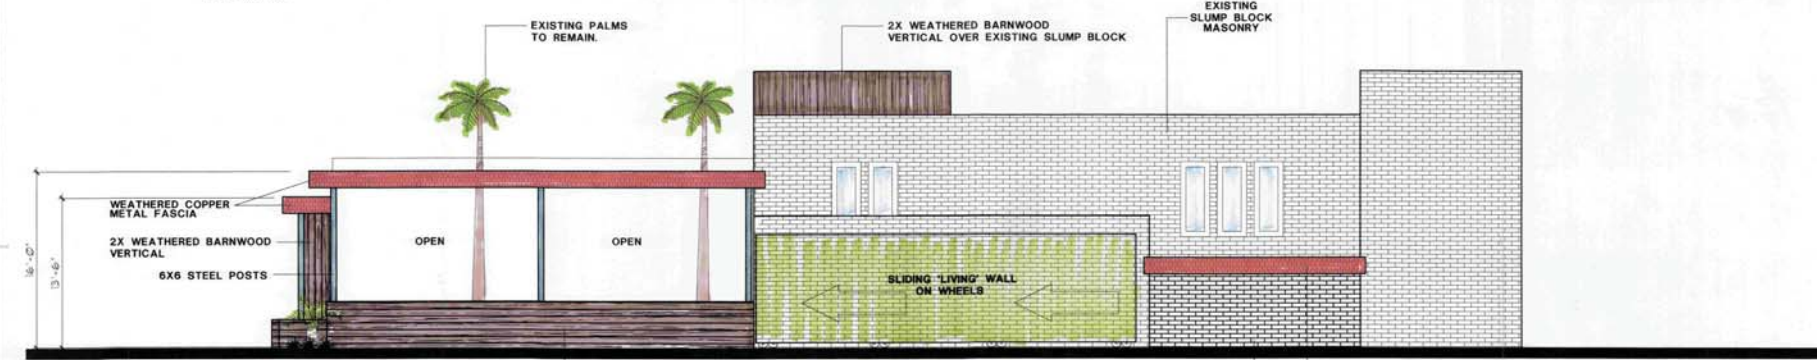 EXISTING PALMS
TO REMAIN.
2X WEATHERED BARNWOOD
VERTICAL OVER EXISTING SLUMP BLOCK
EXISTING
SLUMP BLOCK
MASONRY
WEATHERED COPPER
METAL FASCIA
2X WEATHERED BARNWOOD
VERTICAL
6X6 STEEL POSTS
16'-0"
13'-6"
OPEN
OPEN
SLIDING 'LIVING' WALL
ON WHEELS